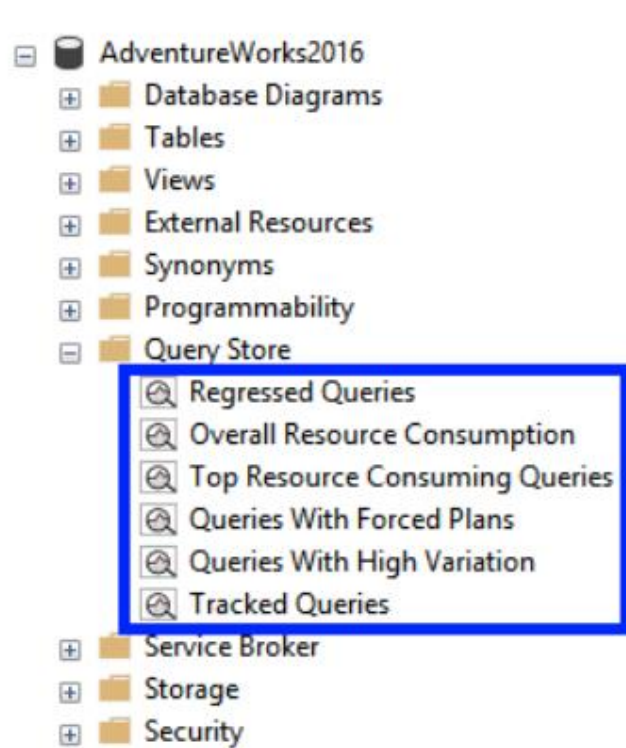 AdventureWorks2016
Database Diagrams
Tables
Views
External Resources
Synonyms
Programmability
Query Store
Regressed Queries
Overall Resource Consumption
Top Resource Consuming Queries
Queries With Forced Plans
Queries With High Variation
Tracked Queries
Service Broker
Storage
Security